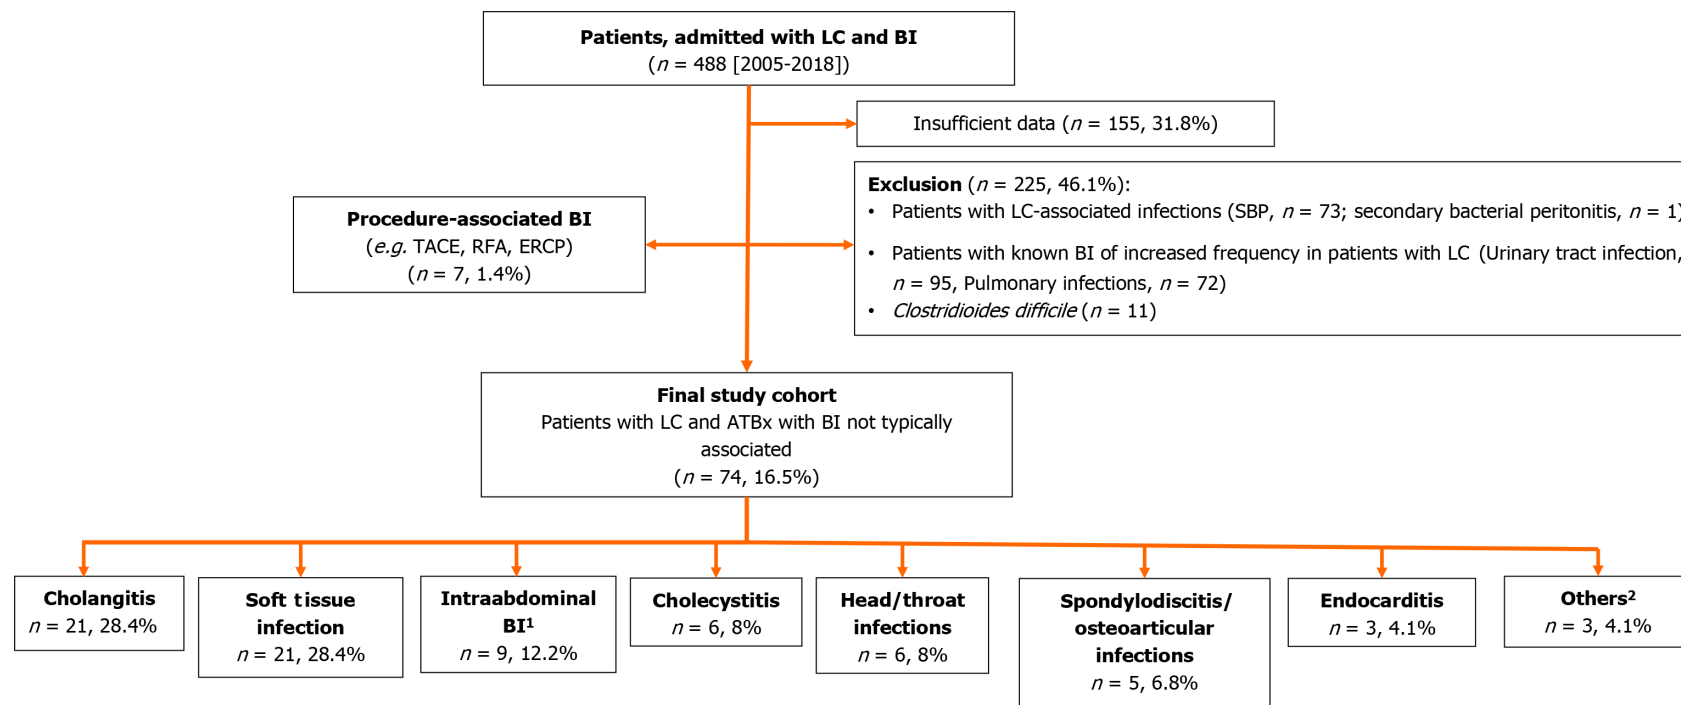 Patients, admitted with LC and BI
(n = 488 [2005-2018])
Insufficient data (n = 155, 31.8%)
Exclusion (n = 225, 46.1%):
• Patients with LC-associated infections (SBP, n = 73; secondary bacterial peritonitis, n = 1)
• Patients with known BI of increased frequency in patients with LC (Urinary tract infection,
n = 95, Pulmonary infections, n = 72)
• Clostridioides difficile (n = 11)
Procedure-associated BI
(e.g. TACE, RFA, ERCP)
(n = 7, 1.4%)
Final study cohort
Patients with LC and ATBx with BI not typically
associated
(n = 74, 16.5%)
Cholangitis
n = 21, 28.4%
Soft tissue
infection
n = 21, 28.4%
Intraabdominal
BI¹
n = 9, 12.2%
Cholecystitis
n = 6, 8%
Head/throat
infections
n = 6, 8%
Spondylodiscitis/
osteoarticular
infections
n = 5, 6.8%
Endocarditis
n = 3, 4.1%
Others²
n = 3, 4.1%